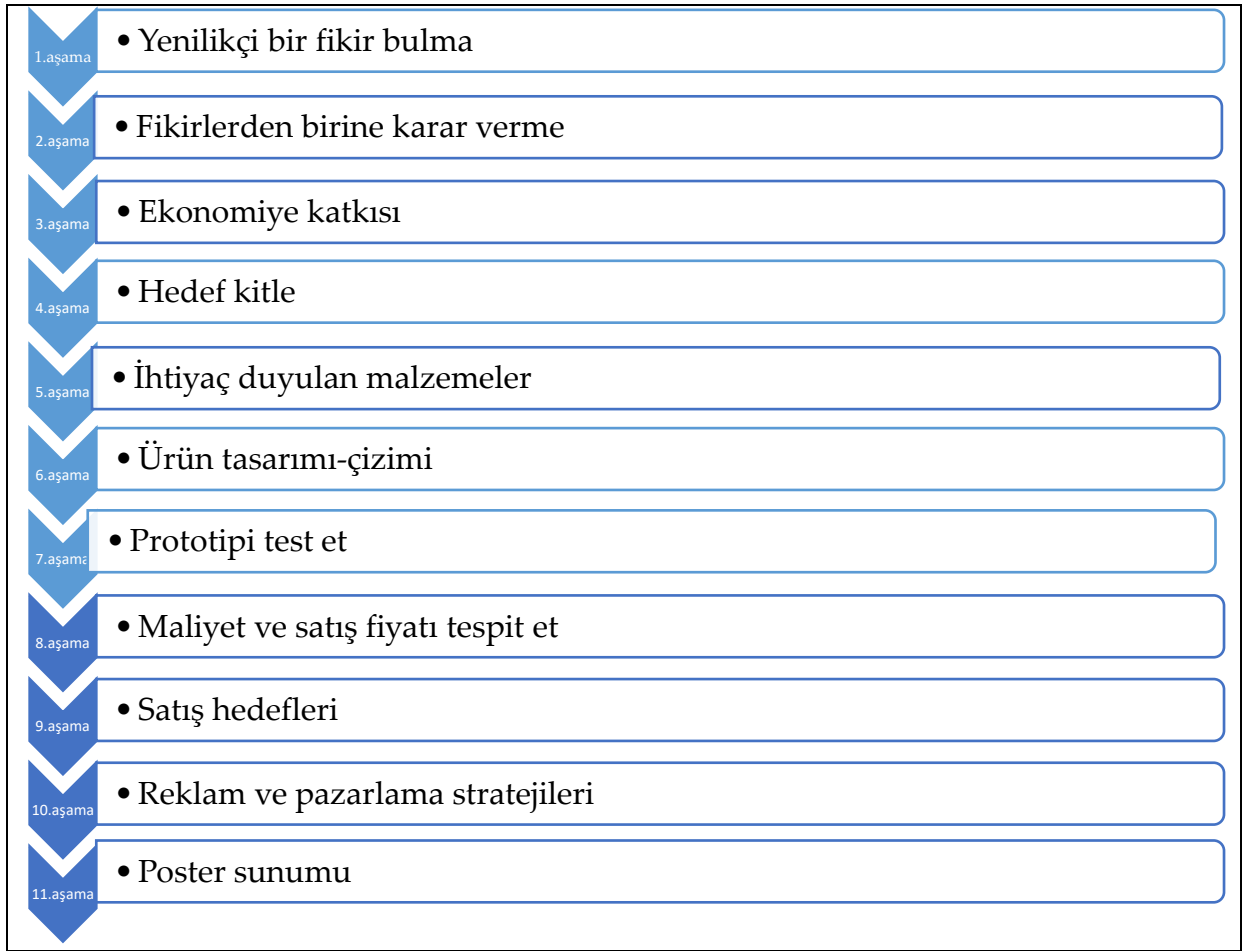 1.aşama
• Yenilikçi bir fikir bulma
2.aşama
• Fikirlerden birine karar verme
3.aşama
• Ekonomiye katkısı
4.aşama
• Hedef kitle
5.aşama
• İhtiyaç duyulan malzemeler
6.aşama
• Ürün tasarımı-çizimi
7.aşama
• Prototipi test et
8.aşama
• Maliyet ve satış fiyatı tespit et
9.aşama
• Satış hedefleri
10.aşama
• Reklam ve pazarlama stratejileri
11.aşama
• Poster sunumu